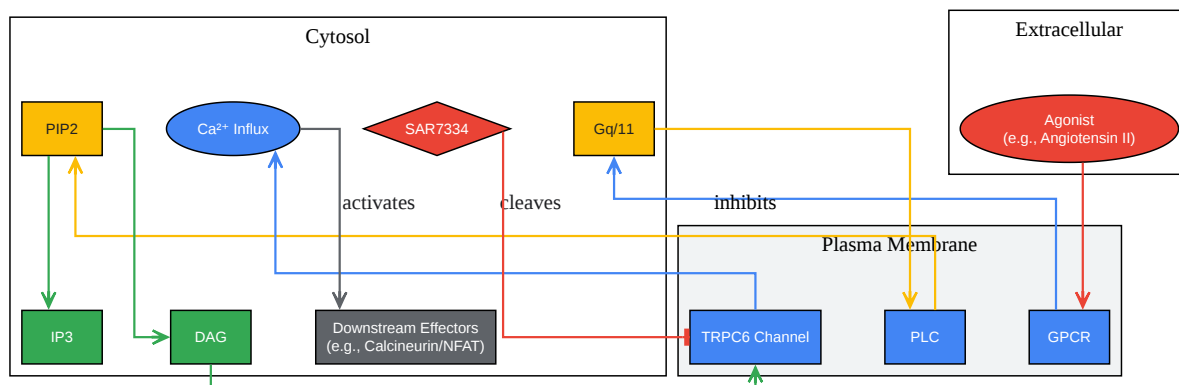 Cytosol
Extracellular
PIP2
Ca²⁺ Influx
SAR7334
Gq/11
Agonist
(e.g., Angiotensin II)
activates
cleaves
inhibits
Plasma Membrane
IP3
DAG
Downstream Effectors
(e.g., Calcineurin/NFAT)
TRPC6 Channel
PLC
GPCR